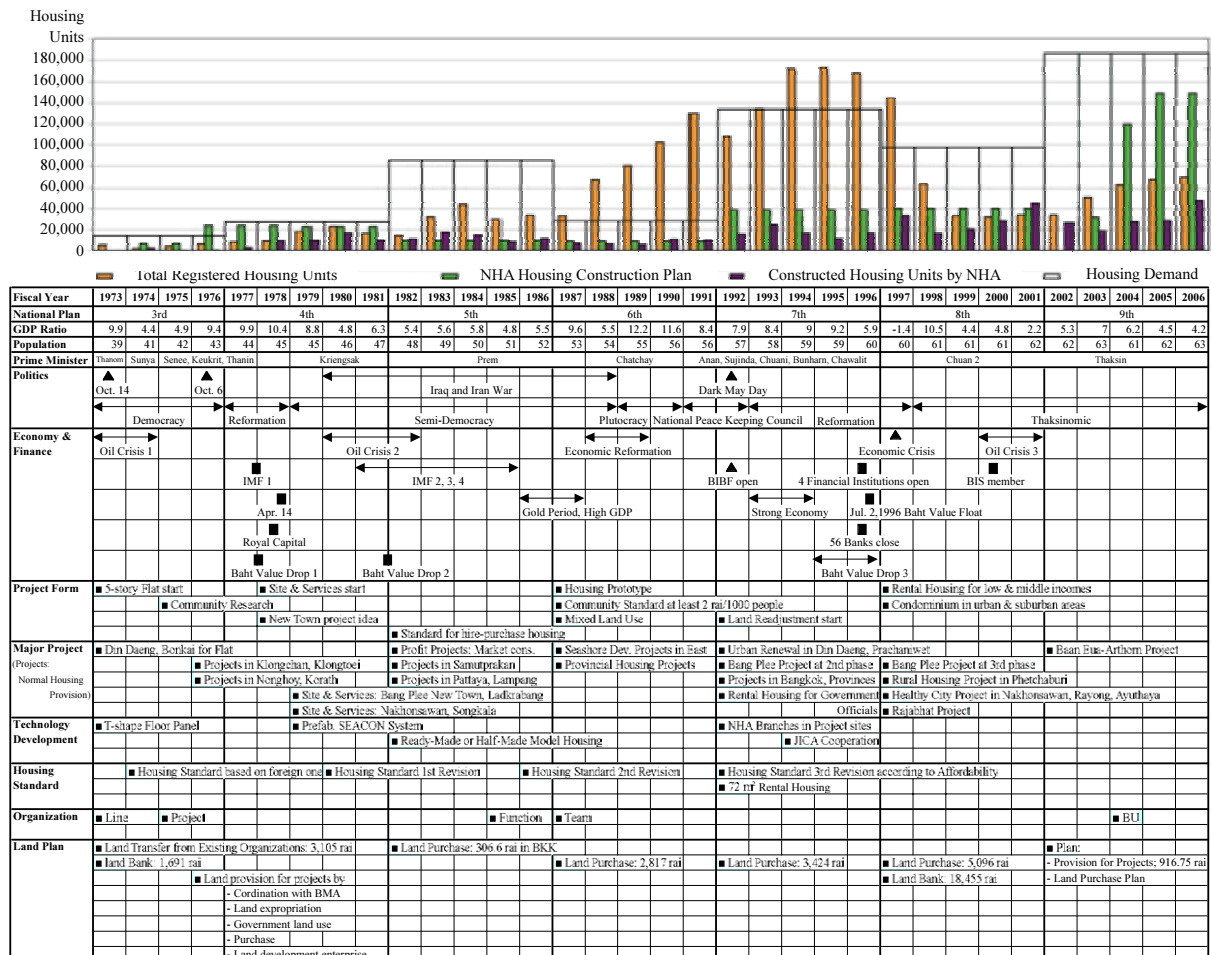 Housing
Units
180,000
160,000
140,000
120,000
100,000
80,000
60,000
40,000
20,000
0
Total Registered Housing Units NHA Housing Construction Plan Constructed Housing Units by NHA Housing Demand
Fiscal Year 1973 1974 1975 1976 1977 1978 1979 1980 1981 1982 1983 1984 1985 1986 1987 1988 1989 1990 1991 1992 1993 1994 1995 1996 1997 1998 1999 2000 2001 2002 2003 2004 2005 2006
National Plan 3rd 4th 5th 6th 7th 8th 9th
GDP Ratio 9.9 4.4 4.9 9.4 9.9 10.4 8.8 4.8 6.3 5.4 5.6 5.8 4.8 5.5 9.6 5.5 12.2 11.6 8.4 7.9 8.4 9 9.2 5.9 -1.4 10.5 4.4 4.8 2.2 5.3 7 6.2 4.5 4.2
Population 39 41 42 43 44 45 45 46 47 48 49 50 51 52 53 54 55 56 56 57 58 59 59 60 60 61 61 62 62 62 63 62 62 63
Prime Minister Thanom Sunya Senee, Keukrit, Thanin Kriengsak Prem Chatchay Anan, Sujinda, Chuani, Bunharn, Chawalit Chuan 2 Thaksin
Politics
Oct. 14 Oct. 6 Iraq and Iran War Dark May Day
Democracy Reformation Semi-Democracy Plutocracy National Peace Keeping Council Reformation Thaksinomic
Economy &
Finance Oil Crisis 1 Oil Crisis 2 Economic Reformation Economic Crisis Oil Crisis 3
IMF 1 IMF 2, 3, 4 BIBF open 4 Financial Institutions open BIS member
Apr. 14 Gold Period, High GDP Strong Economy Jul. 2,1996 Baht Value Float
Royal Capital 56 Banks close
Baht Value Drop 1 Baht Value Drop 2 Baht Value Drop 3
Project Form ■ 5-story Flat start ■ Site & Services start ■ Housing Prototype ■ Rental Housing for low & middle incomes
■ Community Research ■ Community Standard at least 2 rai/1000 people ■ Condominium in urban & suburban areas
■ New Town project idea ■ Mixed Land Use ■ Land Readjustment start
■ Standard for hire-purchase housing
Major Project ■ Din Daeng, Bonkai for Flat ■ Profit Projects: Market cons. ■ Seashore Dev. Projects in East ■ Urban Renewal in Din Daeng, Prachaniwet ■ Baan Eua-Arthorn Project
(Projects: ■ Projects in Klongchan, Klongtoei ■ Projects in Samutprakan ■ Provincial Housing Projects ■ Bang Plee Project at 2nd phase ■ Bang Plee Project at 3rd phase
Normal Housing ■ Projects in Nonghoy, Korath ■ Projects in Pattaya, Lampang ■ Projects in Bangkok, Provinces ■ Rural Housing Project in Phetchaburi
Provision) ■ Site & Services: Bang Plee New Town, Ladkrabang ■ Rental Housing for Government ■ Healthy City Project in Nakhonsawan, Rayong, Ayuthaya
■ Site & Services: Nakhonsawan, Songkala Officials ■ Rajabhat Project
Technology ■ T-shape Floor Panel ■ Prefab. SEACON System ■ NHA Branches in Project sites
Development ■ Ready-Made or Half-Made Model Housing ■ JICA Cooperation
Housing ■ Housing Standard based on foreign one ■ Housing Standard 1st Revision ■ Housing Standard 2nd Revision ■ Housing Standard 3rd Revision according to Affordability
Standard ■ 72 m² Rental Housing
Organization ■ Line ■ Project ■ Function ■ Team ■ BU
Land Plan ■ Land Transfer from Existing Organizations: 3,105 rai ■ Land Purchase: 306.6 rai in BKK ■ Plan:
■ land Bank: 1,691 rai ■ Land Purchase: 2,817 rai ■ Land Purchase: 3,424 rai ■ Land Purchase: 5,096 rai - Provision for Projects; 916.75 rai
■ Land provision for projects by ■ Land Bank: 18,455 rai - Land Purchase Plan
- Cordination with BMA
- Land expropriation
- Government land use
- Purchase
- Land development enterprise